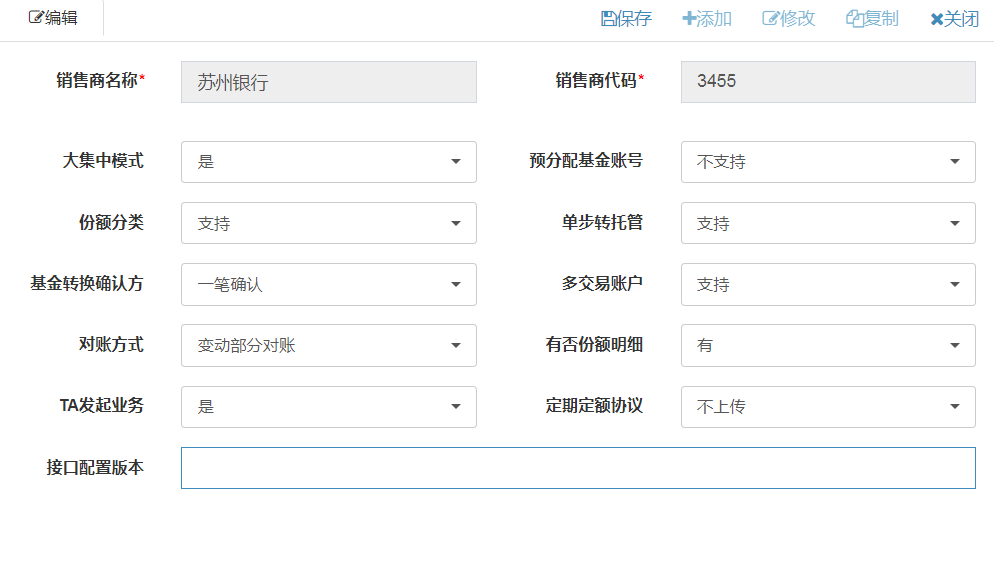 编辑 保存 添加 修改 复制 关闭
销售商名称* 苏州银行 销售商代码* 3455
大集中模式 是 预分配基金账号 不支持
份额分类 支持 单步转托管 支持
基金转换确认方 一笔确认 多交易账户 支持
对账方式 变动部分对账 有否份额明细 有
TA发起业务 是 定期定额协议 不上传
接口配置版本